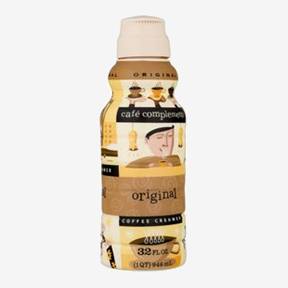 ORIGINAL
café complements
original
COFFEE CREAMER
32 FL OZ
(1 QT) 946 mL